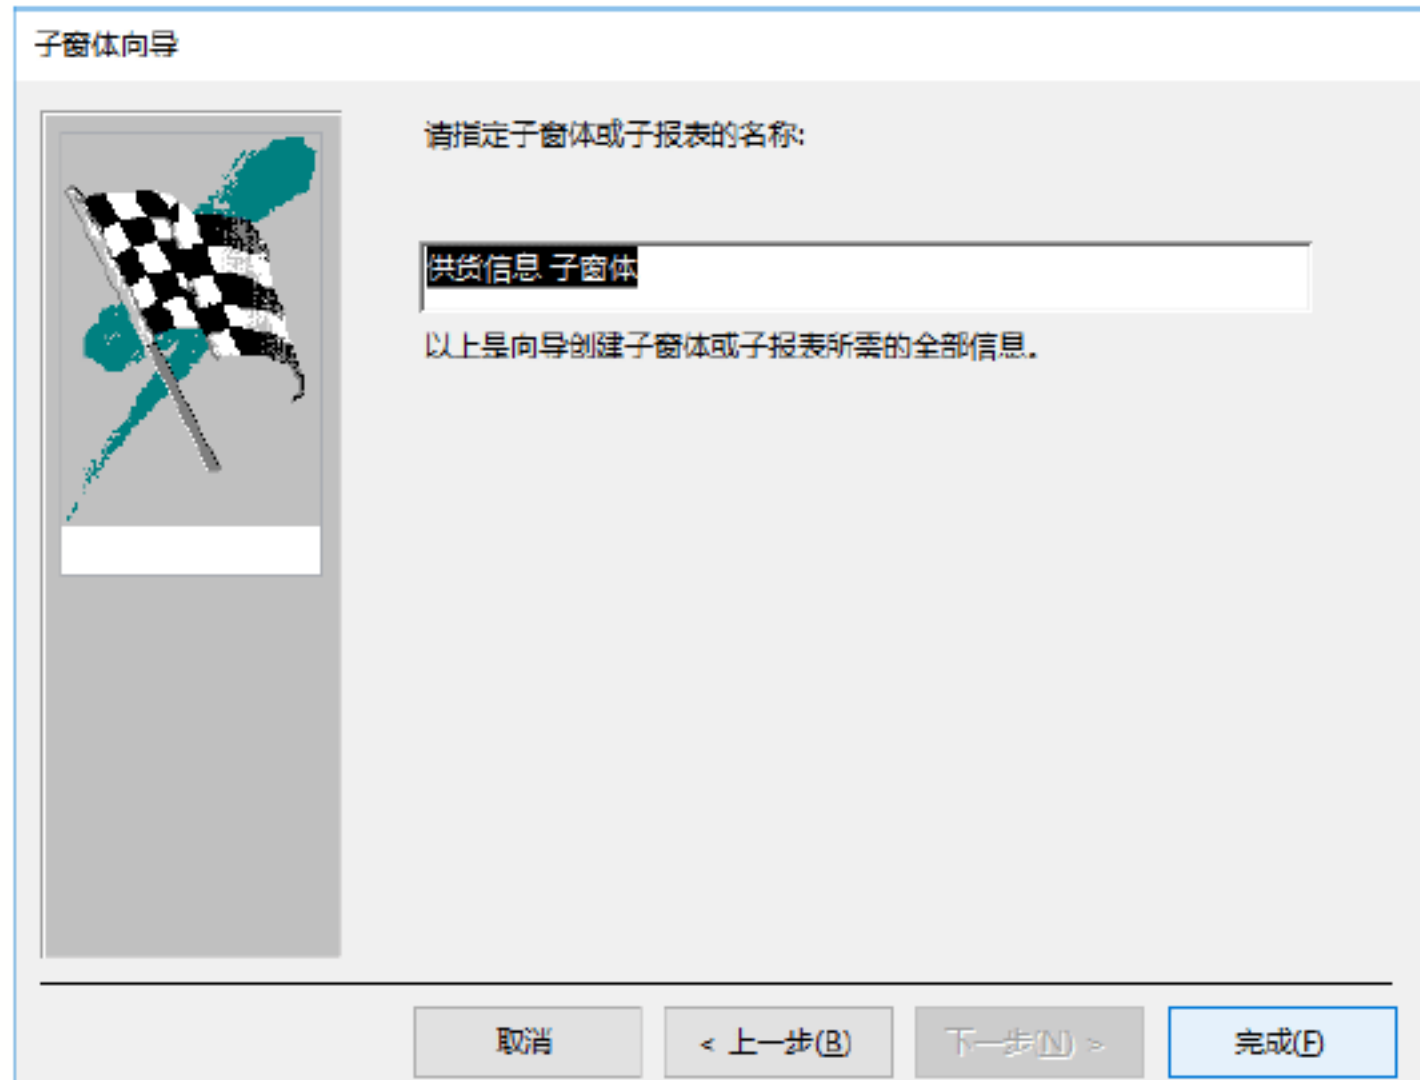 子窗体向导
请指定子窗体或子报表的名称:
供货信息 子窗体
以上是向导创建子窗体或子报表所需的全部信息。
取消
< 上一步(B)
下一步(N) >
完成(F)